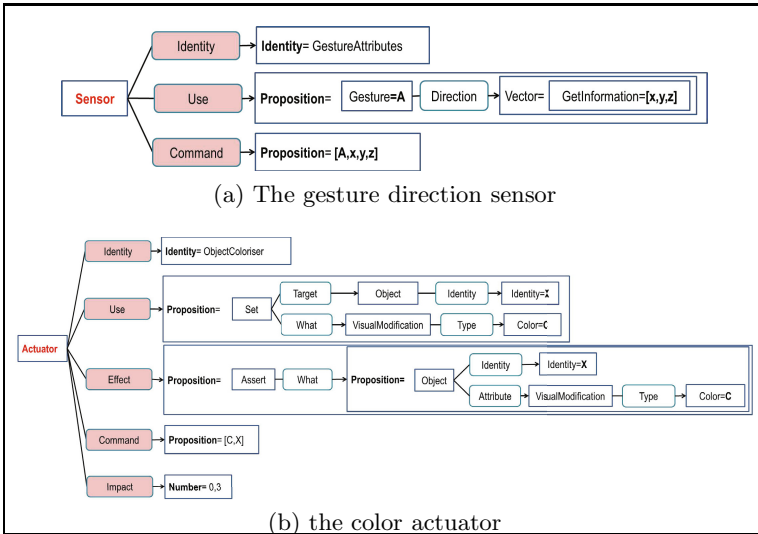 Identity
Identity= GestureAttributes
Sensor
Use
Proposition=
Gesture=A
Direction
Vector=
GetInformation=[x,y,z]
Command
Proposition= [A,x,y,z]
(a) The gesture direction sensor
Identity
Identity= ObjectColoriser
Use
Proposition=
Set
Target
Object
Identity
Identity=X
What
VisualModification
Type
Color=C
Actuator
Effect
Proposition=
Assert
What
Proposition=
Object
Identity
Identity=X
Attribute
VisualModification
Type
Color=C
Command
Proposition= [C,X]
Impact
Number= 0,3
(b) the color actuator